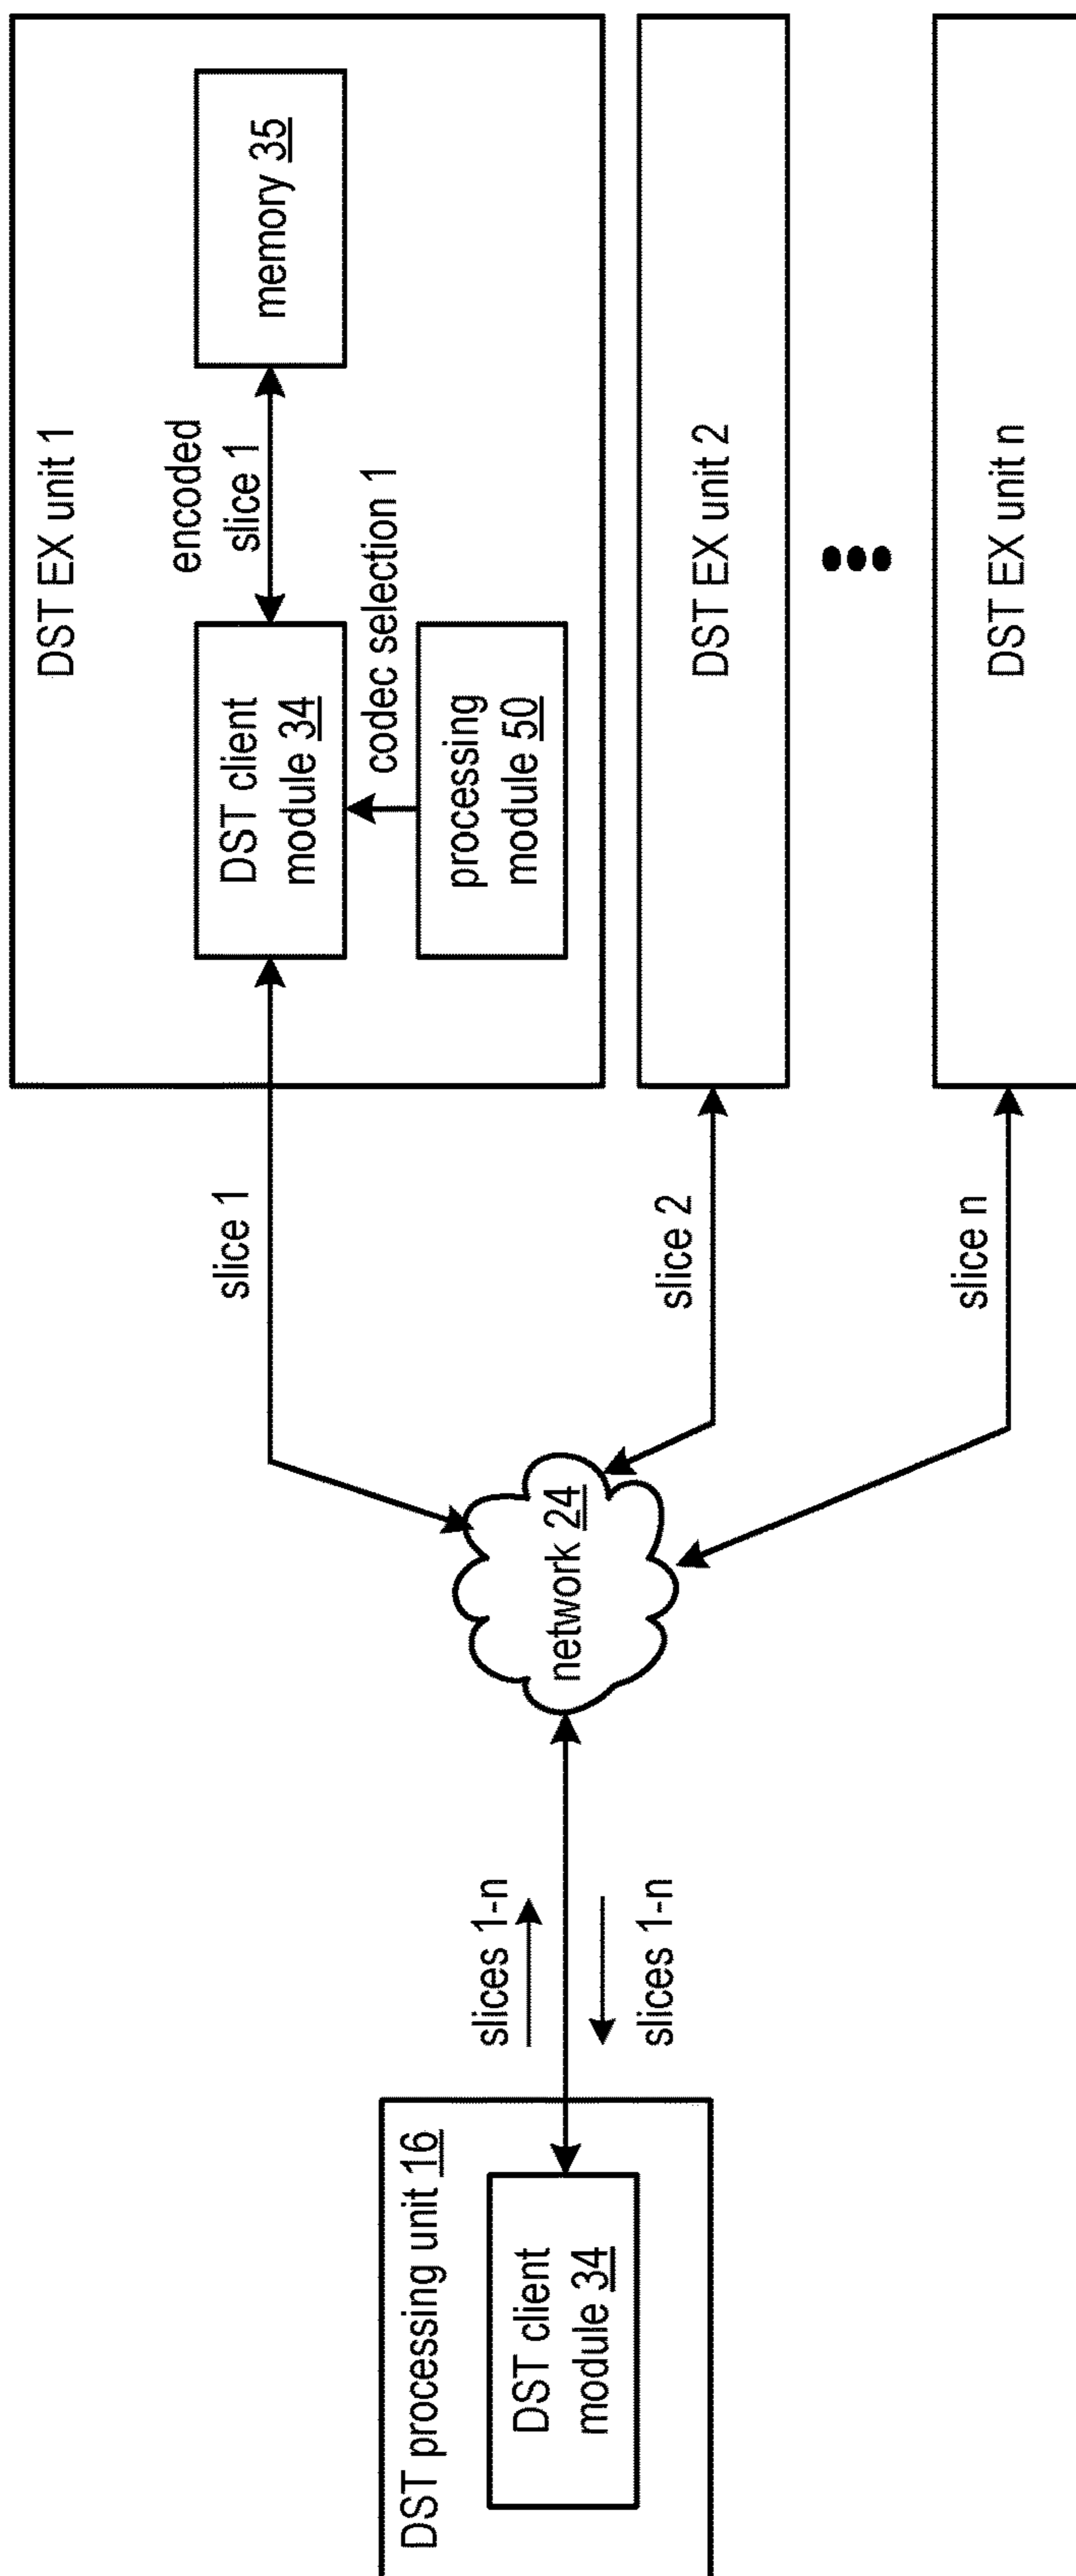 DST processing unit 16
DST client
module 34
slices 1-n
slices 1-n
network 24
slice 1
slice 2
slice n
DST EX unit 1
DST client
module 34
encoded
slice 1
memory 35
codec selection 1
processing
module 50
DST EX unit 2
DST EX unit n